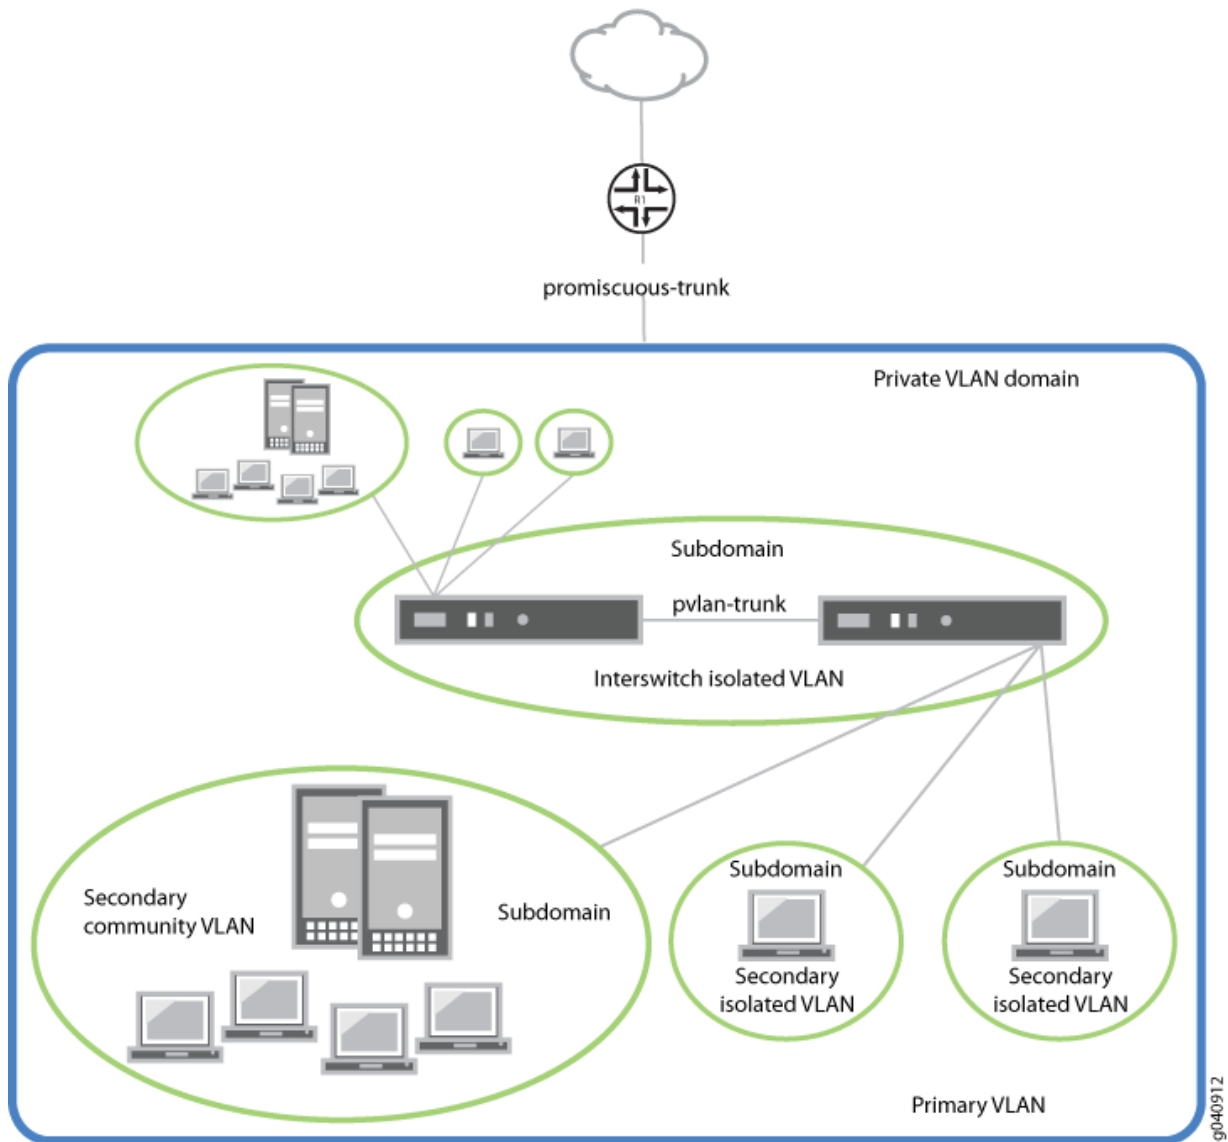 R1
promiscuous-trunk
Private VLAN domain
Subdomain
pvlan-trunk
Interswitch isolated VLAN
Secondary
community VLAN
Subdomain
Subdomain
Secondary
isolated VLAN
Subdomain
Secondary
isolated VLAN
Primary VLAN
g040912